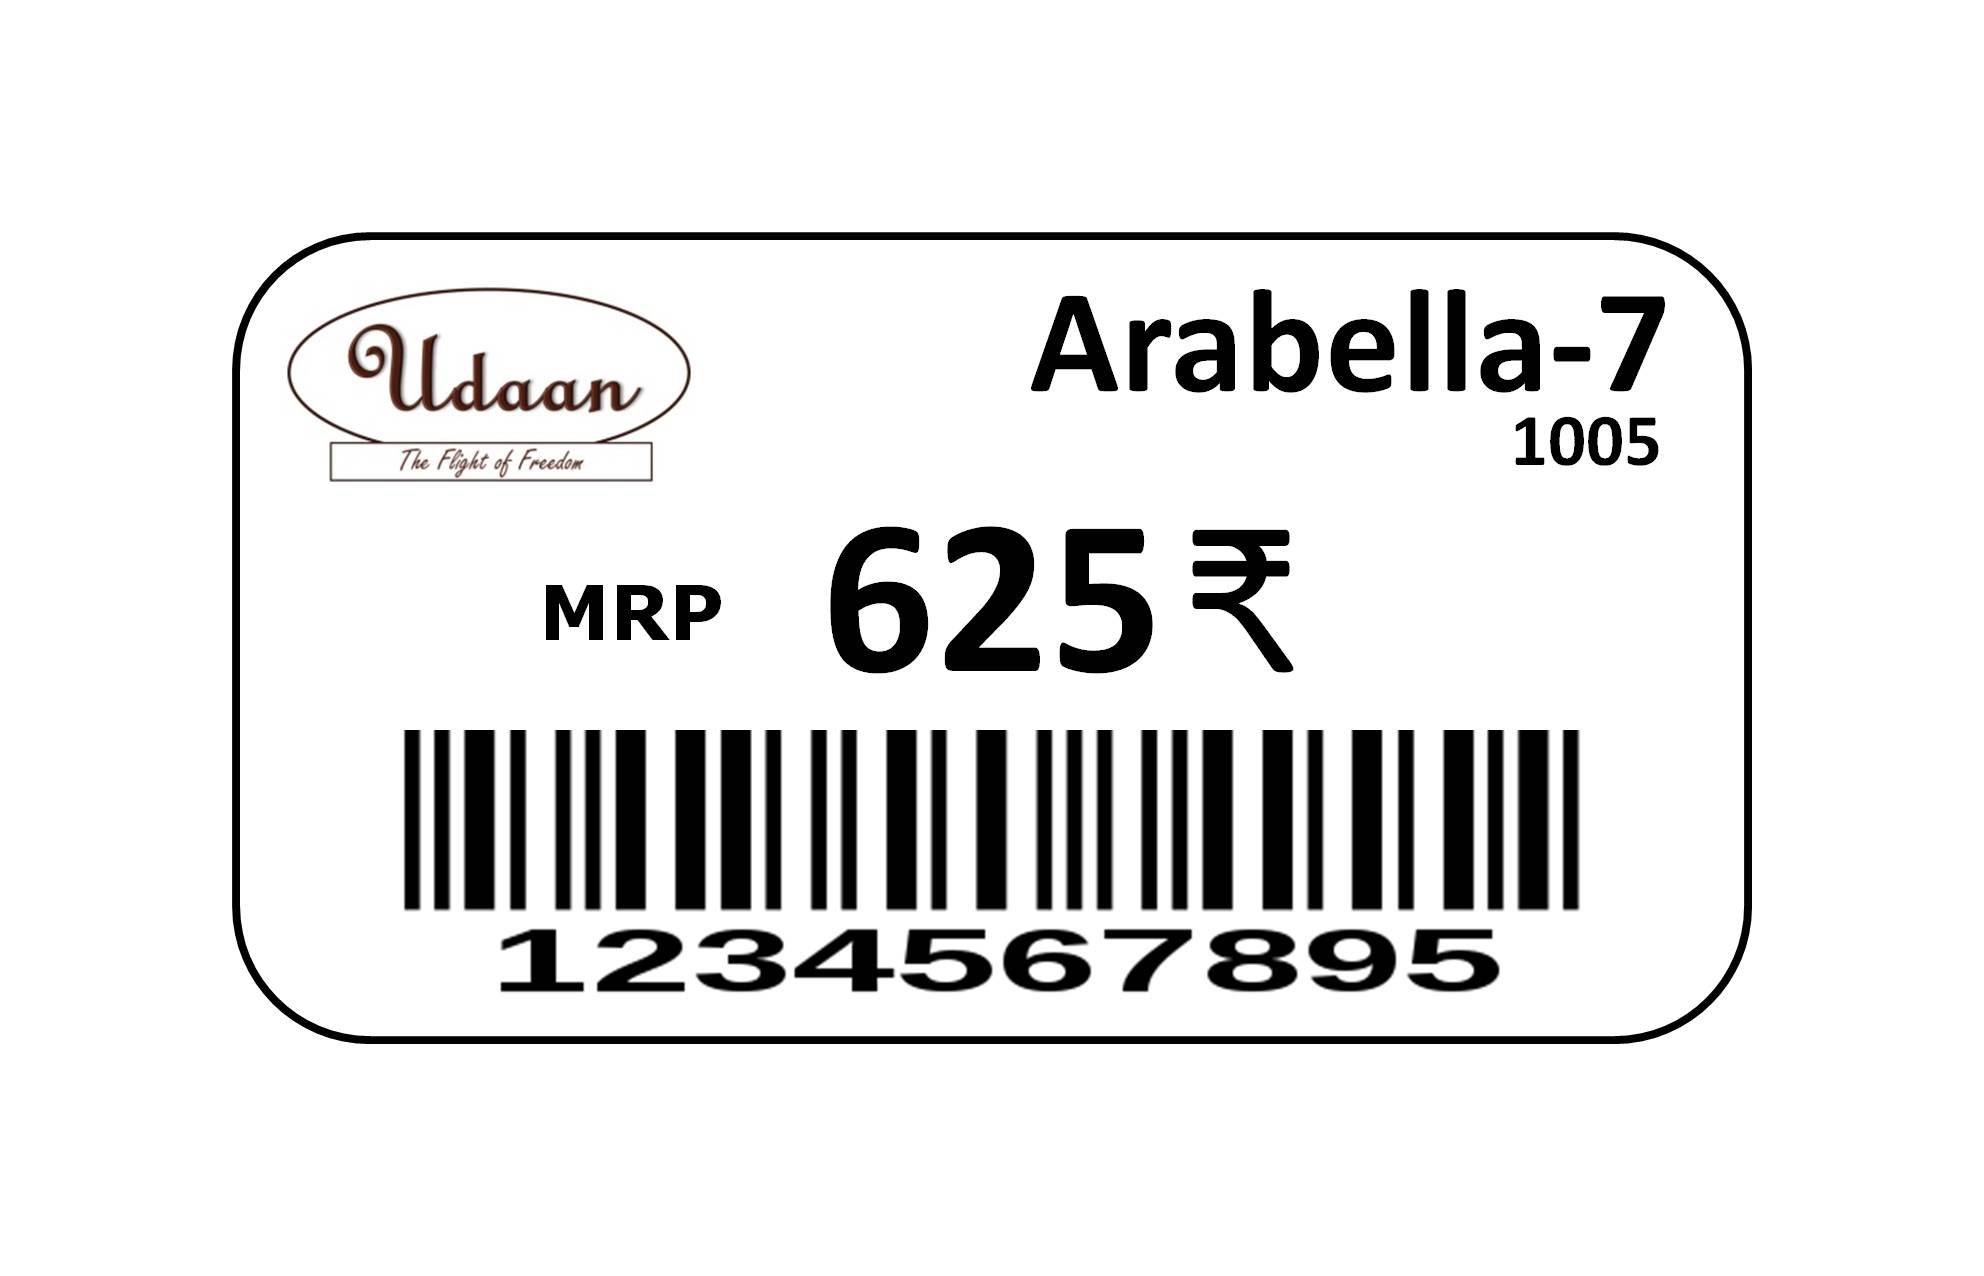 Udaan
The Flight of Freedom
Arabella-7
1005
MRP 625₹
1234567895